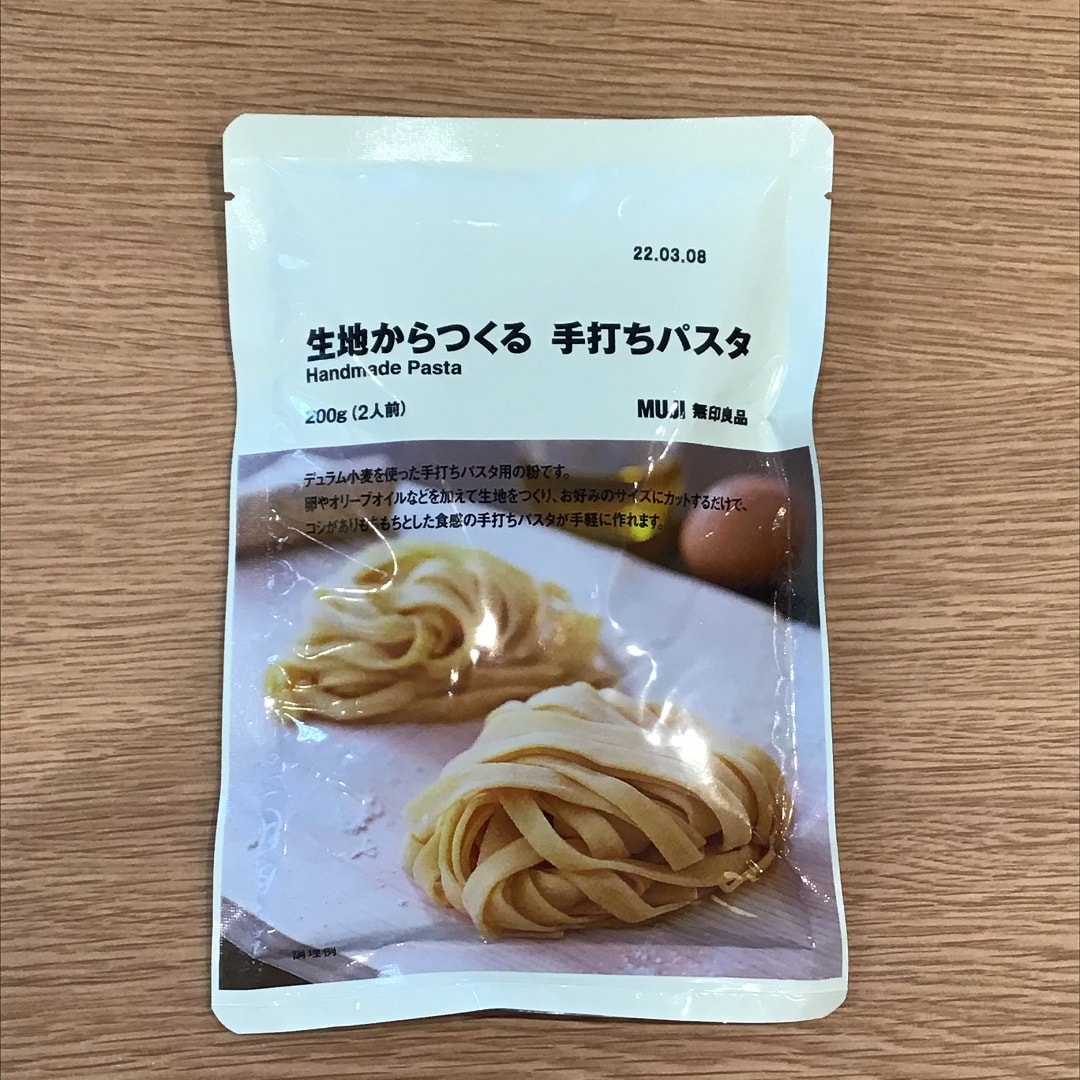 22.03.08
生地からつくる 手打ちパスタ
Handmade Pasta
200g（2人前） MUJI 無印良品
デュラム小麦を使った手打ちパスタ用の粉です。
卵やオリーブオイルなどを加えて生地をつくり、お好みのサイズにカットするだけで、
コシがありもちもちとした食感の手打ちパスタが手軽に作れます。
調理例